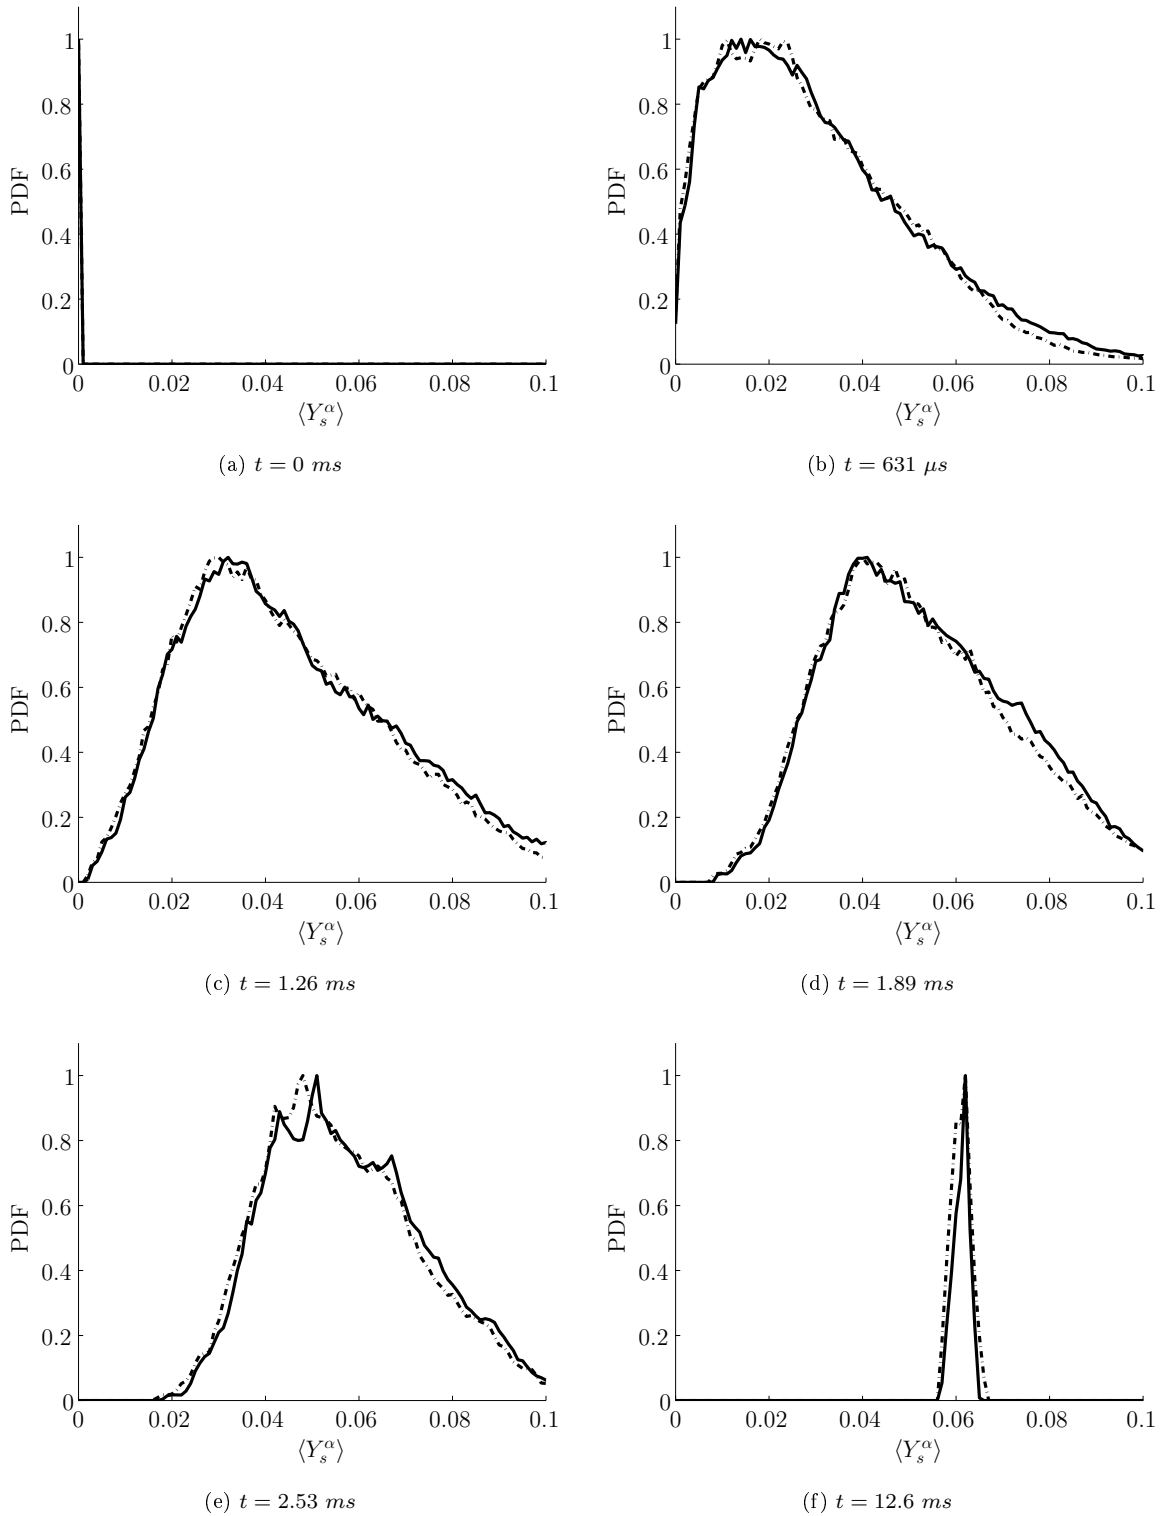 PDF
1
0.8
0.6
0.4
0.2
0
0 0.02 0.04 0.06 0.08 0.1
⟨Y_s^α⟩
(a) t = 0 ms
PDF
1
0.8
0.6
0.4
0.2
0
0 0.02 0.04 0.06 0.08 0.1
⟨Y_s^α⟩
(b) t = 631 μs
PDF
1
0.8
0.6
0.4
0.2
0
0 0.02 0.04 0.06 0.08 0.1
⟨Y_s^α⟩
(c) t = 1.26 ms
PDF
1
0.8
0.6
0.4
0.2
0
0 0.02 0.04 0.06 0.08 0.1
⟨Y_s^α⟩
(d) t = 1.89 ms
PDF
1
0.8
0.6
0.4
0.2
0
0 0.02 0.04 0.06 0.08 0.1
⟨Y_s^α⟩
(e) t = 2.53 ms
PDF
1
0.8
0.6
0.4
0.2
0
0 0.02 0.04 0.06 0.08 0.1
⟨Y_s^α⟩
(f) t = 12.6 ms